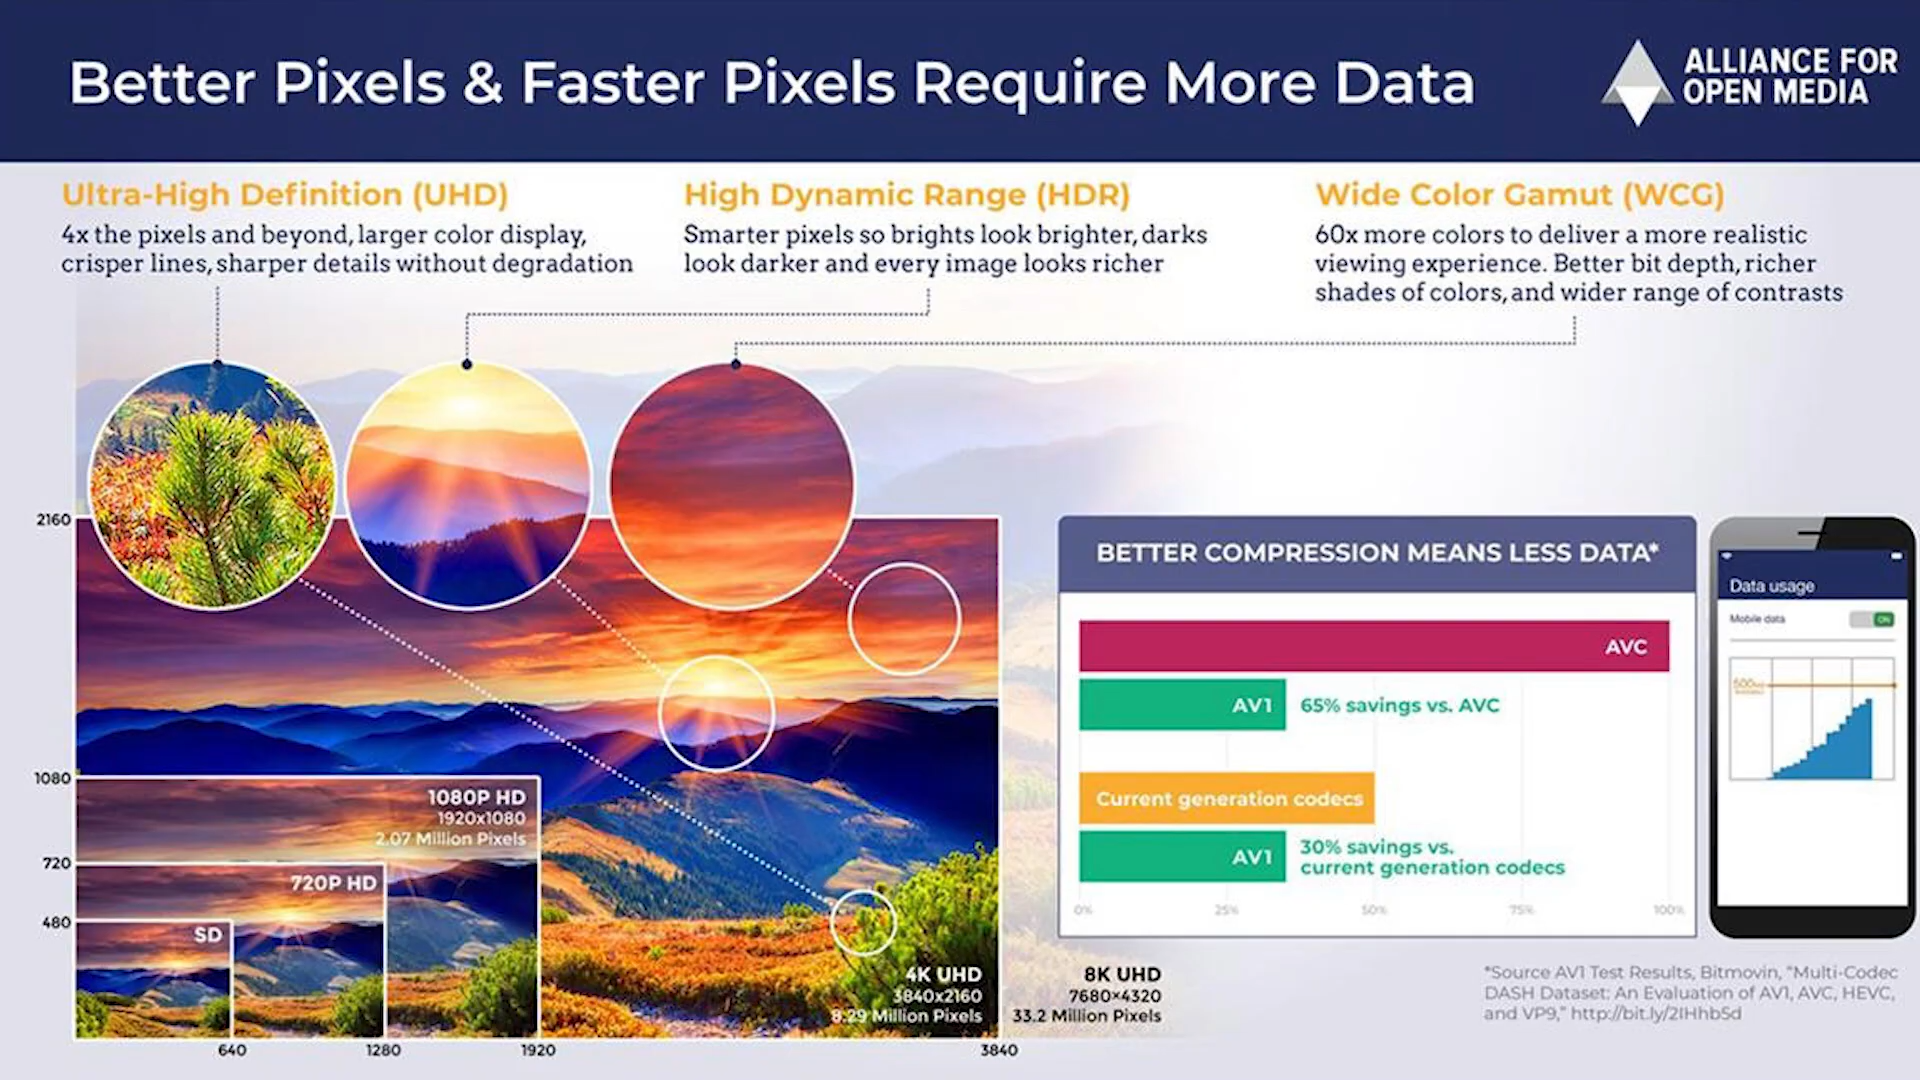 Better Pixels & Faster Pixels Require More Data
ALLIANCE FOR
OPEN MEDIA
Ultra-High Definition (UHD)
4x the pixels and beyond, larger color display,
crisper lines, sharper details without degradation
High Dynamic Range (HDR)
Smarter pixels so brights look brighter, darks
look darker and every image looks richer
Wide Color Gamut (WCG)
60x more colors to deliver a more realistic
viewing experience. Better bit depth, richer
shades of colors, and wider range of contrasts
2160
1080
720
480
1080P HD
1920x1080
2.07 Million Pixels
720P HD
SD
4K UHD
3840x2160
8.29 Million Pixels
8K UHD
7680×4320
33.2 Million Pixels
640
1280
1920
3840
BETTER COMPRESSION MEANS LESS DATA*
AVC
AV1
65% savings vs. AVC
Current generation codecs
AV1
30% savings vs.
current generation codecs
0%
25%
50%
75%
100%
Data usage
Mobile data
ON
*Source AV1 Test Results, Bitmovin, “Multi-Codec
DASH Dataset: An Evaluation of AV1, AVC, HEVC,
and VP9,” http://bit.ly/2IHhb5d